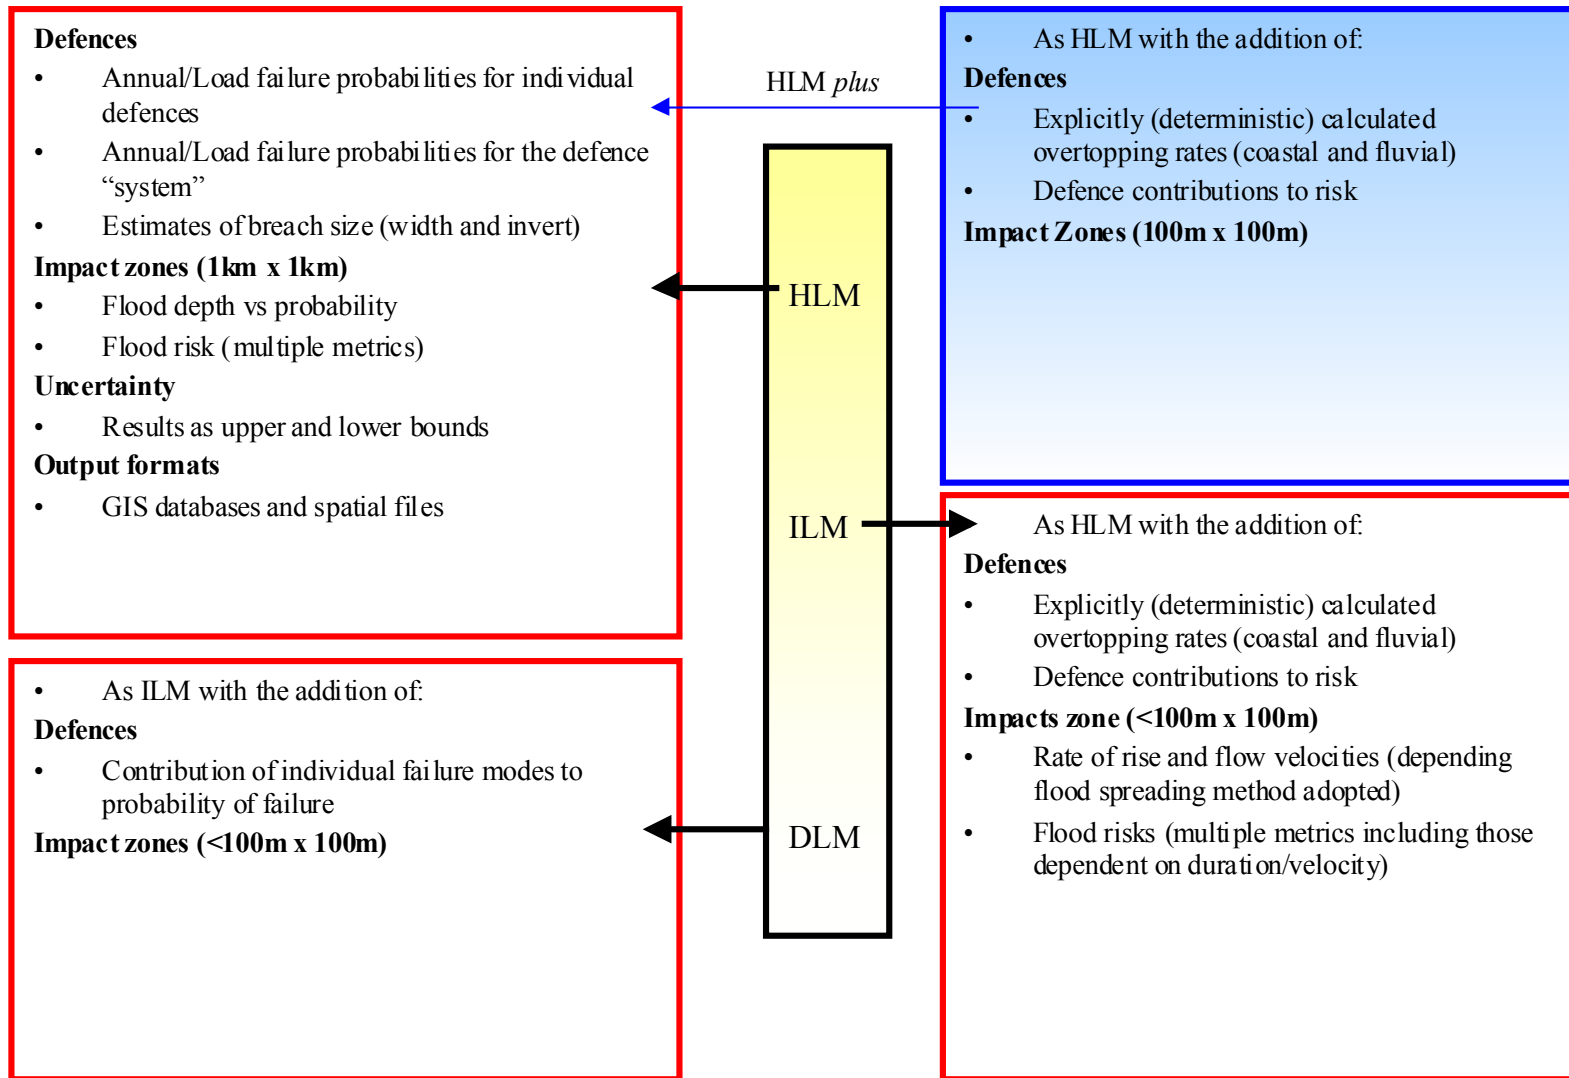 Defences
• Annual/Load failure probabilities for individual
defences
• Annual/Load failure probabilities for the defence
“system”
• Estimates of breach size (width and invert)
Impact zones (1km x 1km)
• Flood depth vs probability
• Flood risk (multiple metrics)
Uncertainty
• Results as upper and lower bounds
Output formats
• GIS databases and spatial files
HLM plus
• As HLM with the addition of:
Defences
• Explicitly (deterministic) calculated
overtopping rates (coastal and fluvial)
• Defence contributions to risk
Impact Zones (100m x 100m)
HLM
ILM
DLM
• As HLM with the addition of:
Defences
• Explicitly (deterministic) calculated
overtopping rates (coastal and fluvial)
• Defence contributions to risk
Impacts zone (<100m x 100m)
• Rate of rise and flow velocities (depending
flood spreading method adopted)
• Flood risks (multiple metrics including those
dependent on duration/velocity)
• As ILM with the addition of:
Defences
• Contribution of individual failure modes to
probability of failure
Impact zones (<100m x 100m)